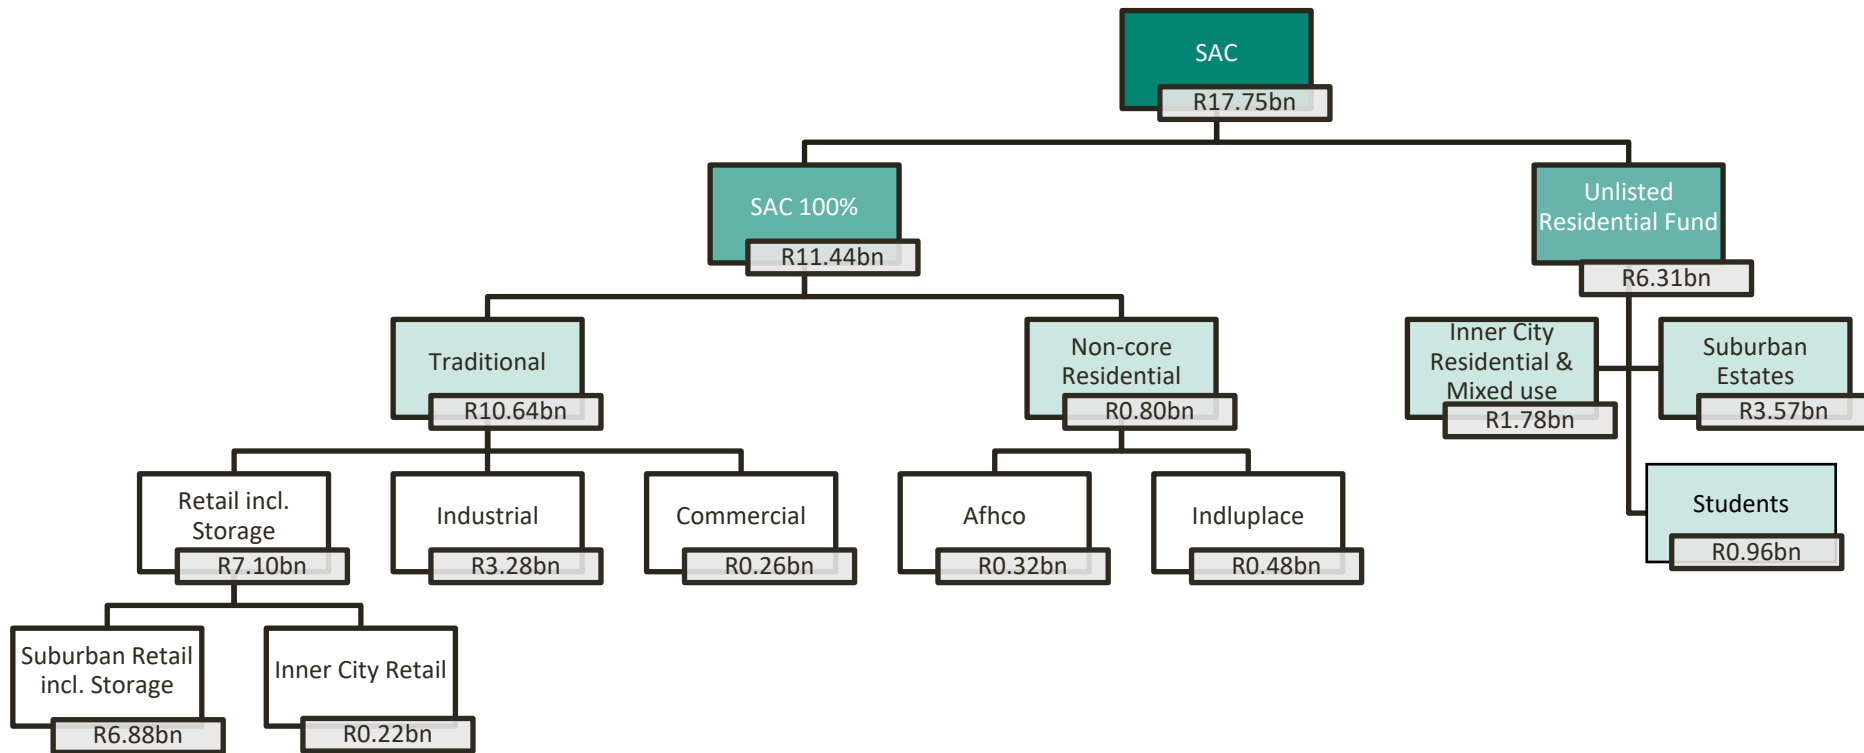 SAC
R17.75bn
SAC 100%
R11.44bn
Unlisted
Residential Fund
R6.31bn
Traditional
R10.64bn
Non-core
Residential
R0.80bn
Inner City
Residential &
Mixed use
R1.78bn
Suburban
Estates
R3.57bn
Retail incl.
Storage
R7.10bn
Industrial
R3.28bn
Commercial
R0.26bn
Afhco
R0.32bn
Indluplace
R0.48bn
Students
R0.96bn
Suburban Retail
incl. Storage
R6.88bn
Inner City Retail
R0.22bn